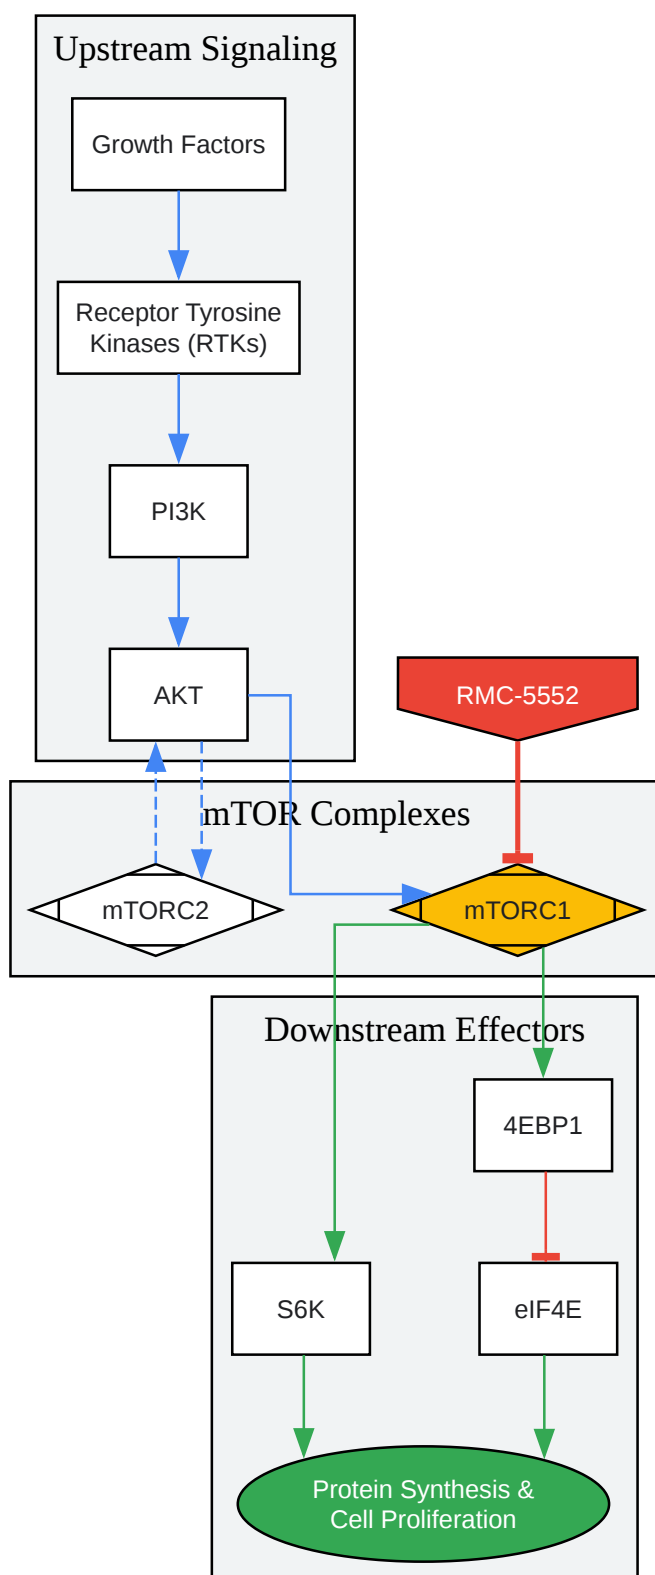 Upstream Signaling
Growth Factors
Receptor Tyrosine
Kinases (RTKs)
PI3K
AKT
RMC-5552
mTOR Complexes
mTORC2
mTORC1
Downstream Effectors
4EBP1
S6K
eIF4E
Protein Synthesis &
Cell Proliferation